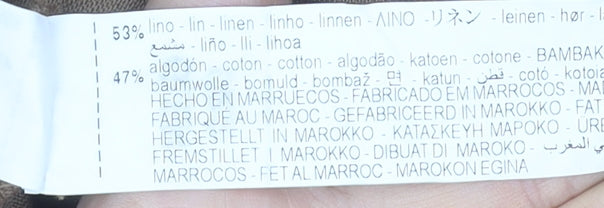 53% lino - lin - linen - linho - linnen - ΛΙΝΟ - リネン - leinen - hør -
مشمع - liño - lli - lihoa
47% algodón - coton - cotton - algodão - katoen - cotone - BAMBAK
baumwolle - bomuld - bombaž - 면 - katun - قطن - cotó - kotoia
HECHO EN MARRUECOS - FABRICADO EM MARROCOS - MA
FABRIQUÉ AU MAROC - GEFABRICEERD IN MAROKKO - FAT
HERGESTELLT IN MAROKKO - ΚΑΤΑΣΚΕΥΗ ΜΑΡΟΚΟ - URE
FREMSTILLET I MAROKKO - DIBUAT DI MAROKO - في المغرب
MARROCOS - FET AL MARROC - MAROKON EGINA